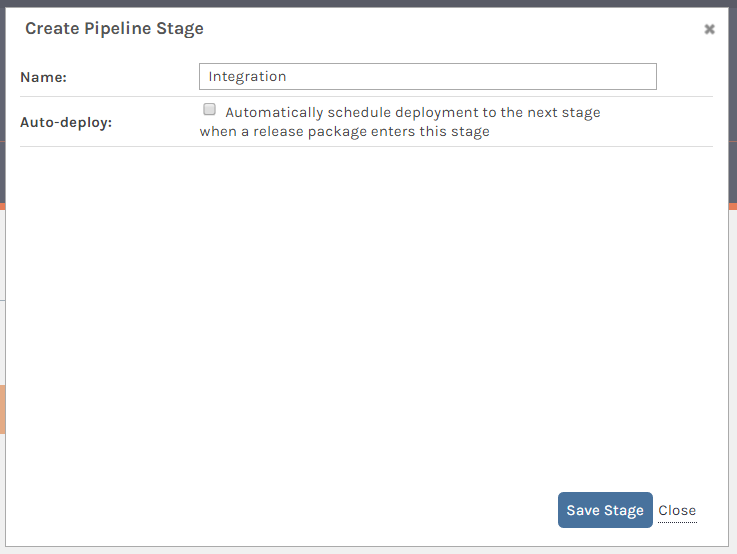 Create Pipeline Stage
Name:
Integration
Auto-deploy:
Automatically schedule deployment to the next stage
when a release package enters this stage
Save Stage
Close